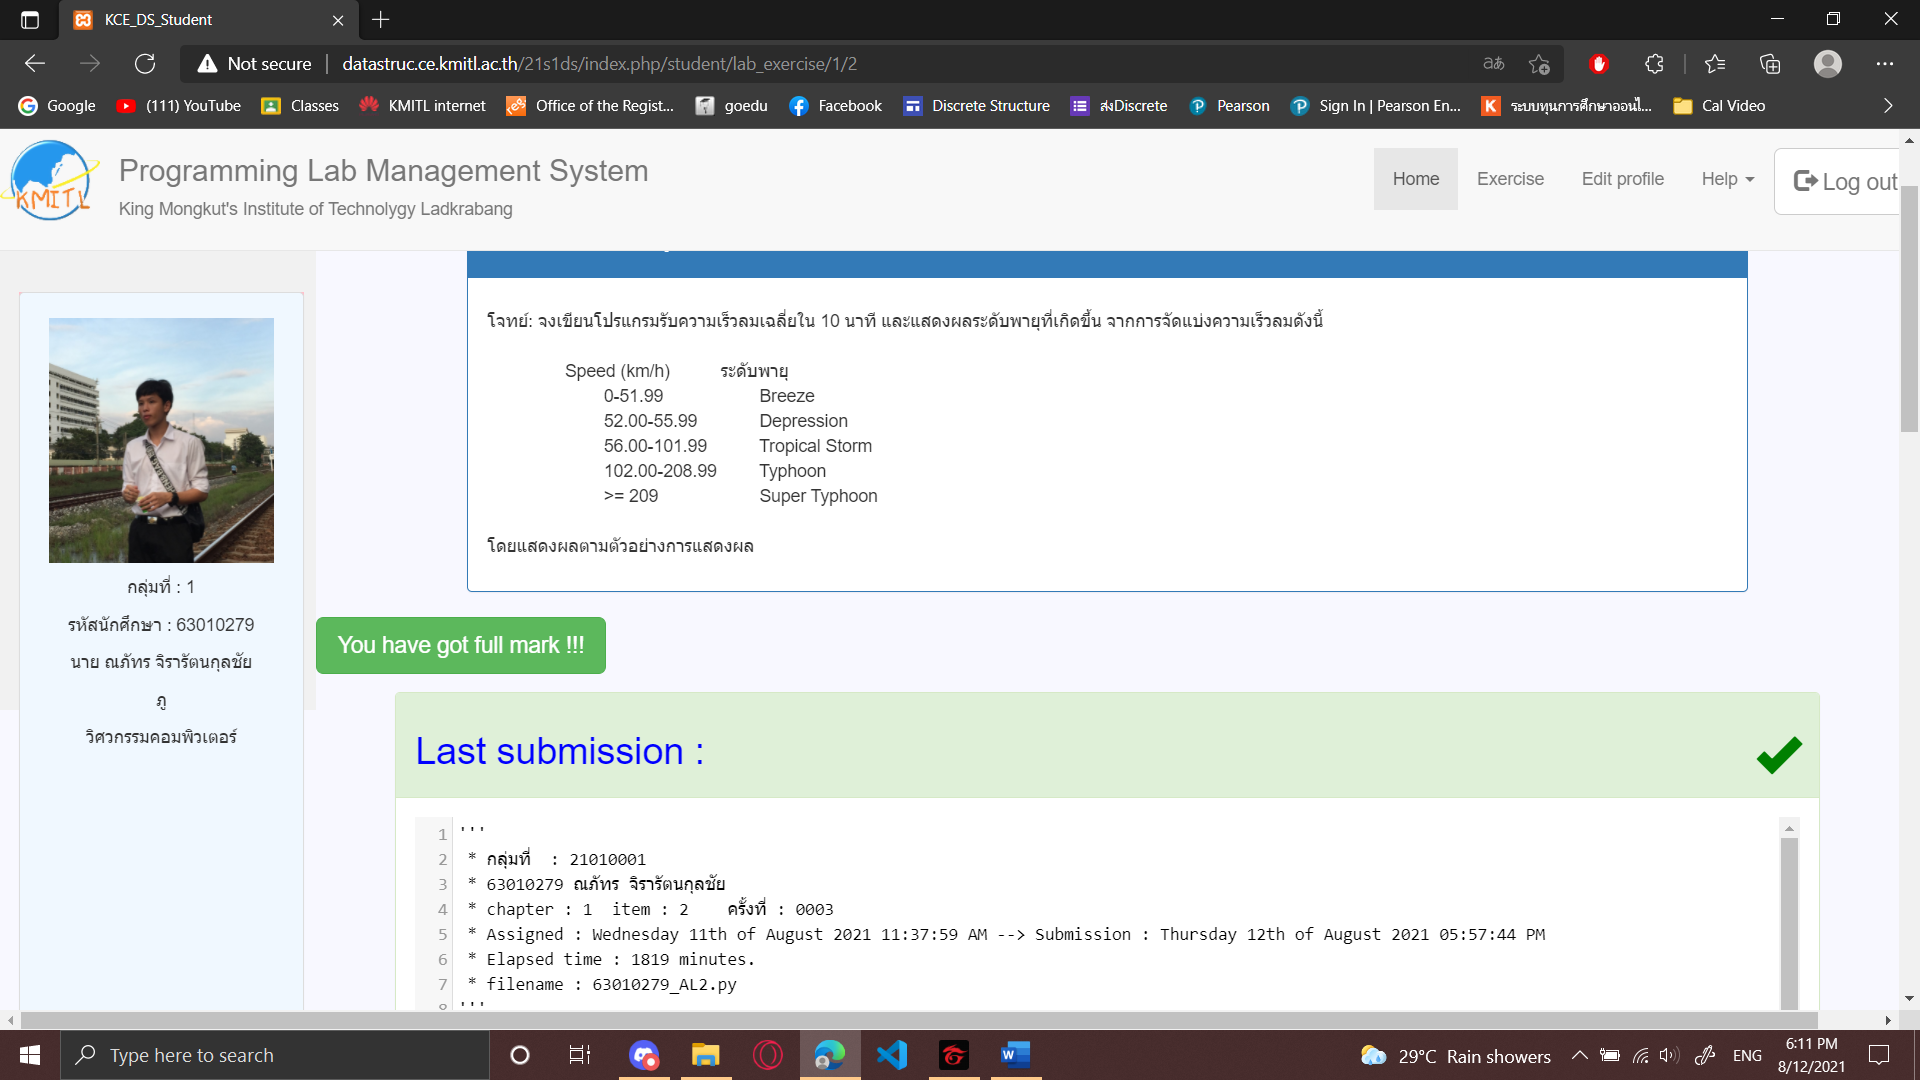 KCE_DS_Student
Not secure
datastruc.ce.kmitl.ac.th/21s1ds/index.php/student/lab_exercise/1/2
Google
(111) YouTube
Classes
KMITL internet
Office of the Regist...
goedu
Facebook
Discrete Structure
ส่งDiscrete
Pearson
Sign In | Pearson En...
ระบบทุนการศึกษาออนไ...
Cal Video
KMITL
Programming Lab Management System
King Mongkut's Institute of Technolygy Ladkrabang
Home
Exercise
Edit profile
Help
Log out
โจทย์: จงเขียนโปรแกรมรับความเร็วลมเฉลี่ยใน 10 นาที และแสดงผลระดับพายุที่เกิดขึ้น จากการจัดแบ่งความเร็วลมดังนี้
Speed (km/h) ระดับพายุ
0-51.99 Breeze
52.00-55.99 Depression
56.00-101.99 Tropical Storm
102.00-208.99 Typhoon
>= 209 Super Typhoon
โดยแสดงผลตามตัวอย่างการแสดงผล
กลุ่มที่ : 1
รหัสนักศึกษา : 63010279
นาย ณภัทร จิรารัตนกุลชัย
ภู
วิศวกรรมคอมพิวเตอร์
You have got full mark !!!
Last submission :
1 '''
2 * กลุ่มที่ : 21010001
3 * 63010279 ณภัทร จิรารัตนกุลชัย
4 * chapter : 1 item : 2 ครั้งที่ : 0003
5 * Assigned : Wednesday 11th of August 2021 11:37:59 AM --> Submission : Thursday 12th of August 2021 05:57:44 PM
6 * Elapsed time : 1819 minutes.
7 * filename : 63010279_AL2.py
8 '''
Type here to search
29°C Rain showers
ENG
6:11 PM
8/12/2021